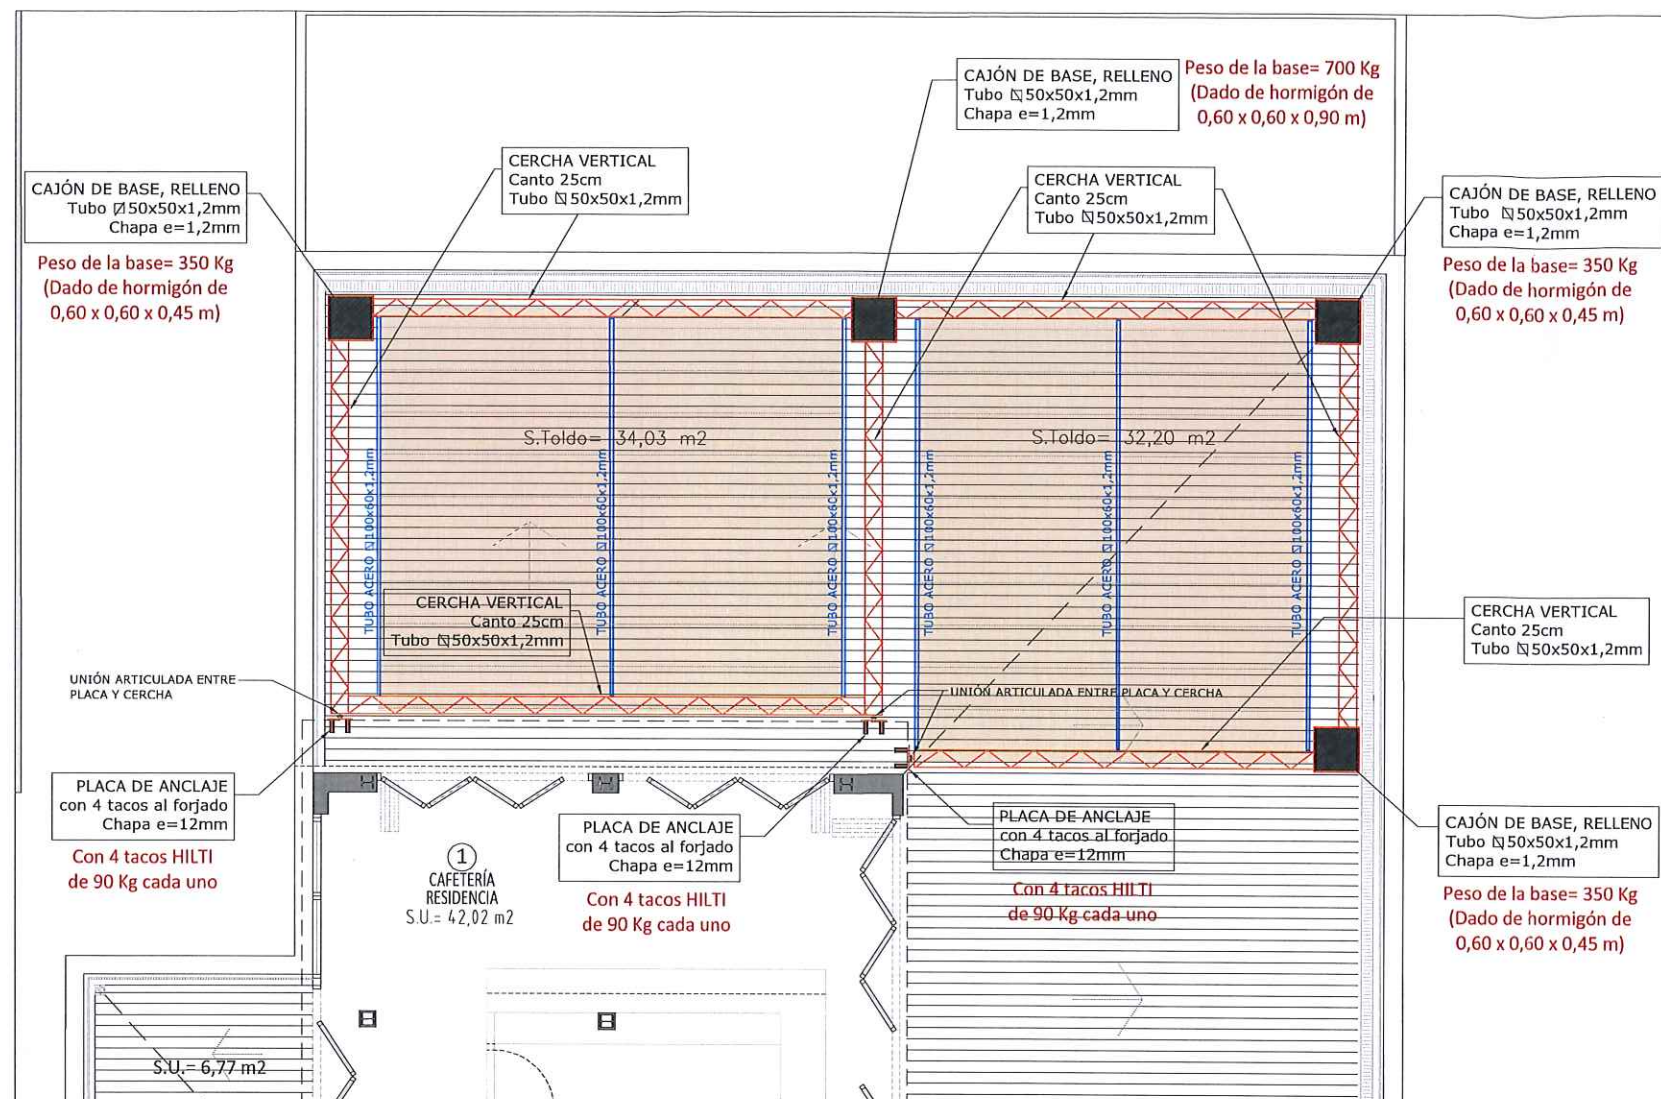 CAJÓN DE BASE, RELLENO
Tubo 50x50x1,2mm
Chapa e=1,2mm
Peso de la base= 700 Kg
(Dado de hormigón de
0,60 x 0,60 x 0,90 m)
CERCHA VERTICAL
Canto 25cm
Tubo 50x50x1,2mm
CERCHA VERTICAL
Canto 25cm
Tubo 50x50x1,2mm
CAJÓN DE BASE, RELLENO
Tubo 50x50x1,2mm
Chapa e=1,2mm
Peso de la base= 350 Kg
(Dado de hormigón de
0,60 x 0,60 x 0,45 m)
CAJÓN DE BASE, RELLENO
Tubo 50x50x1,2mm
Chapa e=1,2mm
Peso de la base= 350 Kg
(Dado de hormigón de
0,60 x 0,60 x 0,45 m)
S.Toldo= 34,03 m2
S.Toldo= 32,20 m2
TUBO ACERO 100x60x1,2mm
TUBO ACERO 100x60x1,2mm
TUBO ACERO 100x60x1,2mm
TUBO ACERO 100x60x1,2mm
TUBO ACERO 100x60x1,2mm
TUBO ACERO 100x60x1,2mm
CERCHA VERTICAL
Canto 25cm
Tubo 50x50x1,2mm
CERCHA VERTICAL
Canto 25cm
Tubo 50x50x1,2mm
UNIÓN ARTICULADA ENTRE
PLACA Y CERCHA
UNIÓN ARTICULADA ENTRE PLACA Y CERCHA
PLACA DE ANCLAJE
con 4 tacos al forjado
Chapa e=12mm
Con 4 tacos HILTI
de 90 Kg cada uno
PLACA DE ANCLAJE
con 4 tacos al forjado
Chapa e=12mm
Con 4 tacos HILTI
de 90 Kg cada uno
PLACA DE ANCLAJE
con 4 tacos al forjado
Chapa e=12mm
Con 4 tacos HILTI
de 90 Kg cada uno
CAJÓN DE BASE, RELLENO
Tubo 50x50x1,2mm
Chapa e=1,2mm
Peso de la base= 350 Kg
(Dado de hormigón de
0,60 x 0,60 x 0,45 m)
1
CAFETERÍA
RESIDENCIA
S.U.= 42,02 m2
S.U.= 6,77 m2